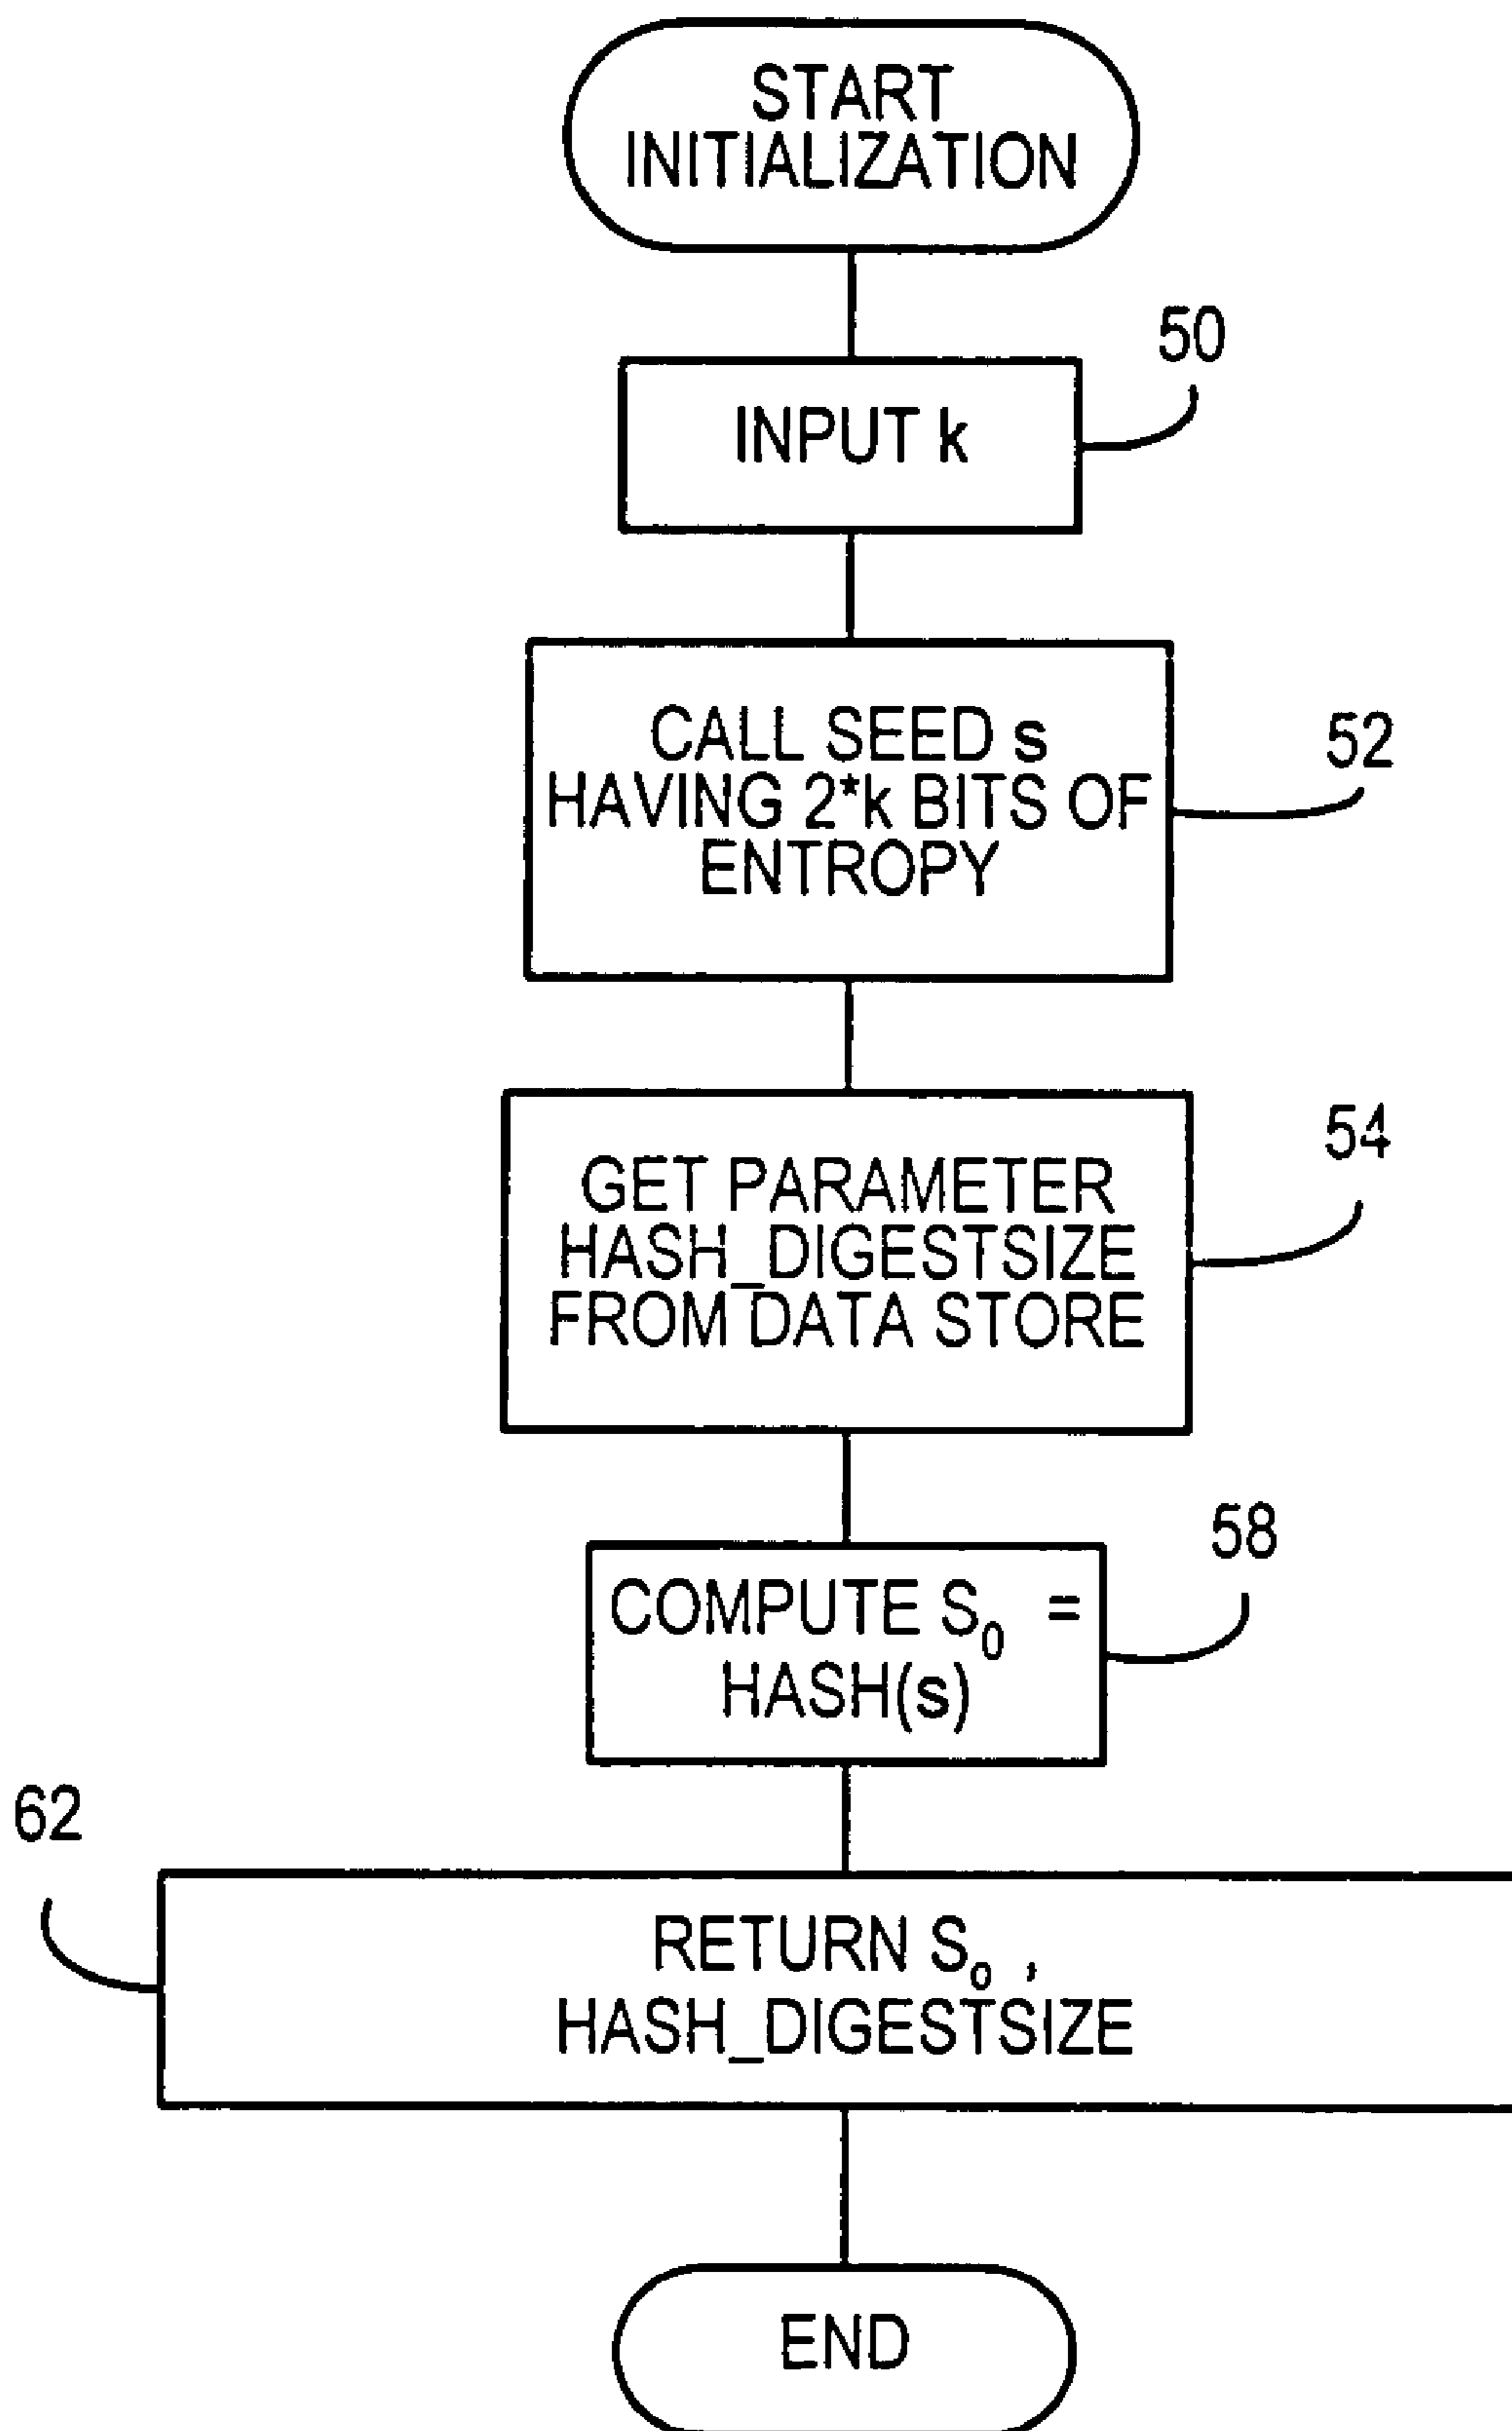 START
INITIALIZATION
50
INPUT k
CALL SEED s
HAVING 2*k BITS OF
ENTROPY
52
GET PARAMETER
HASH_DIGESTSIZE
FROM DATA STORE
54
COMPUTE S₀ =
HASH(s)
58
62
RETURN S₀ ,
HASH_DIGESTSIZE
END